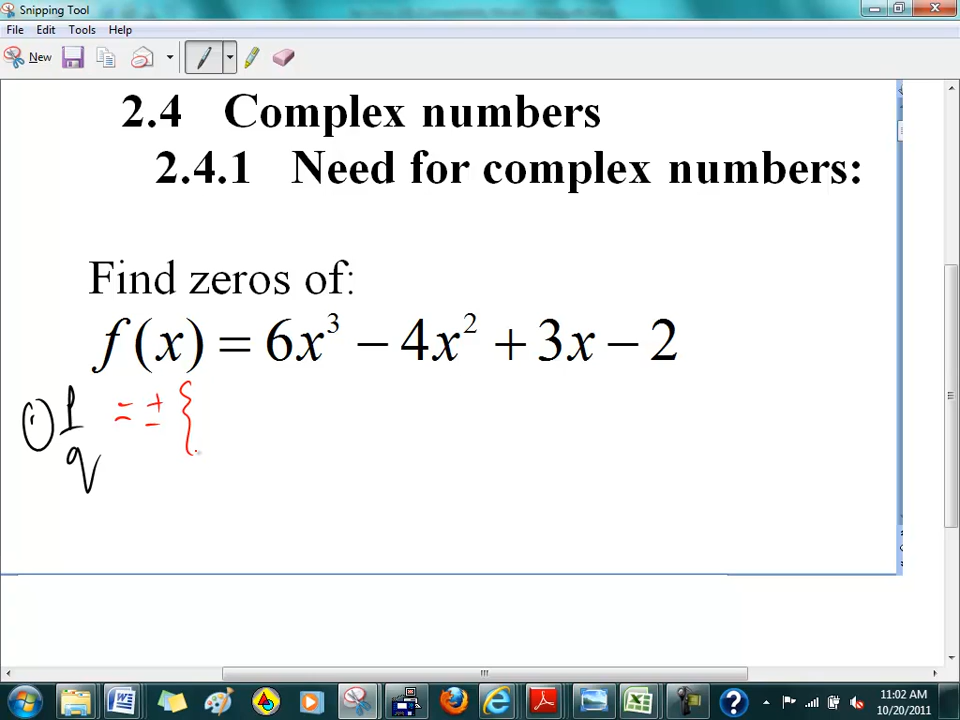 Snipping Tool
File Edit Tools Help
New
2.4 Complex numbers
2.4.1 Need for complex numbers:
Find zeros of:
f(x) = 6x³ − 4x² + 3x − 2
① p/q = ± {
11:02 AM
10/20/2011